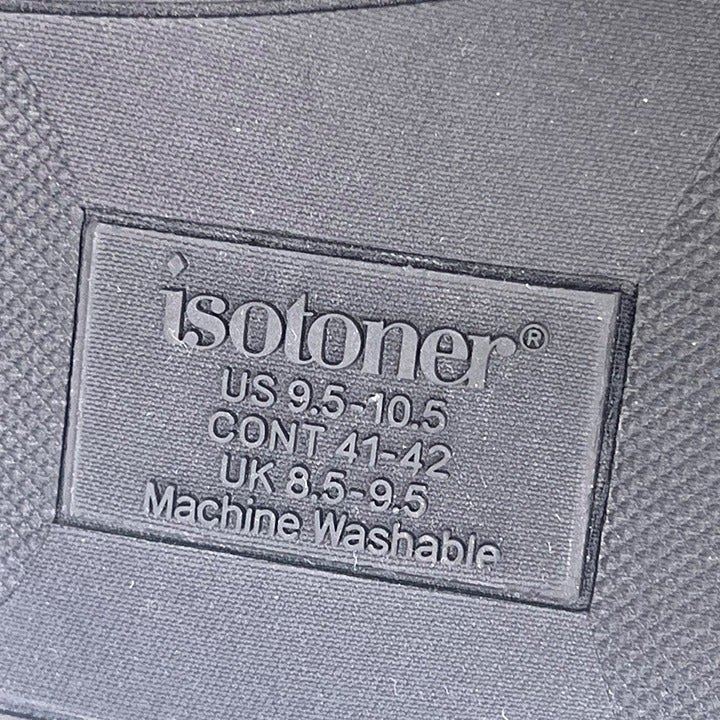 isotoner®
US 9.5-10.5
CONT 41-42
UK 8.5-9.5
Machine Washable